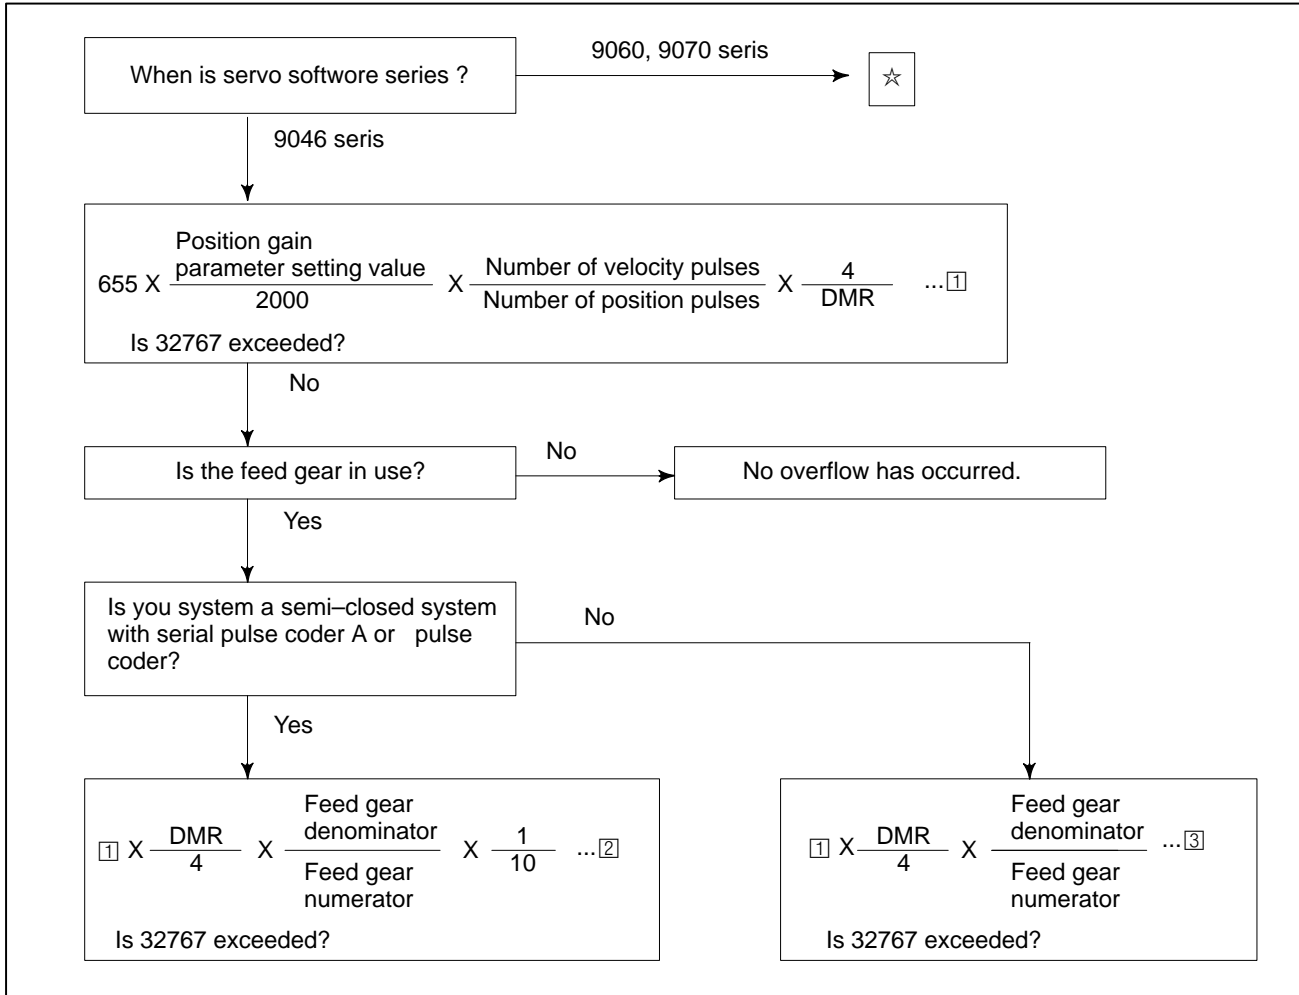 When is servo softwore series ?
9060, 9070 seris
☆
9046 seris
Position gain
parameter setting value
655 X
2000
X
Number of velocity pulses
Number of position pulses
X
4
DMR
...1
Is 32767 exceeded?
No
Is the feed gear in use?
No
No overflow has occurred.
Yes
Is you system a semi–closed system
with serial pulse coder A or pulse
coder?
No
Yes
1 X
DMR
4
X
Feed gear
denominator
Feed gear
numerator
X
1
10
...2
Is 32767 exceeded?
1 X
DMR
4
X
Feed gear
denominator
Feed gear
numerator
...3
Is 32767 exceeded?